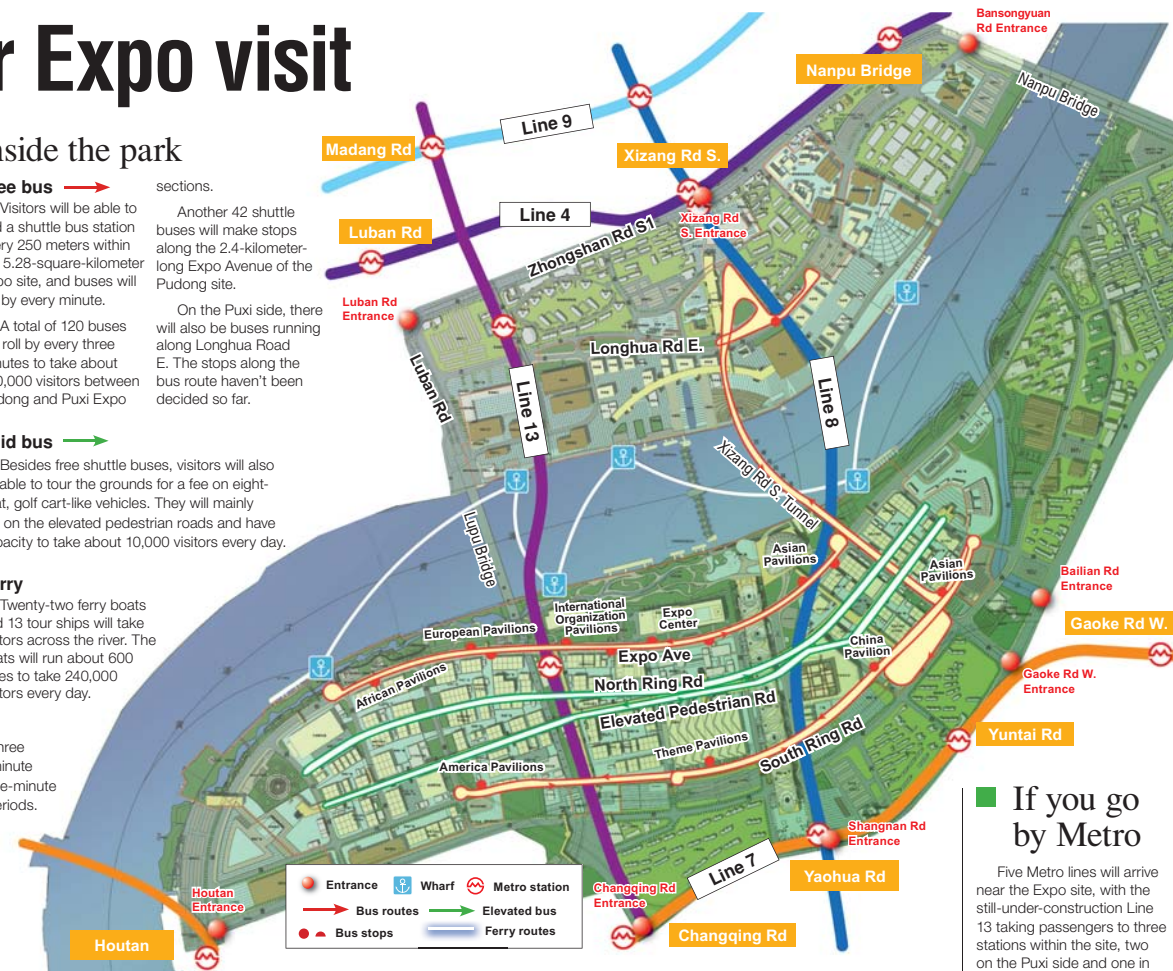 r Expo visit
nside the park
ee bus
Visitors will be able to
d a shuttle bus station
ery 250 meters within
5.28-square-kilometer
po site, and buses will
by every minute.
A total of 120 buses
roll by every three
nutes to take about
0,000 visitors between
dong and Puxi Expo
sections.
Another 42 shuttle
buses will make stops
along the 2.4-kilometer-
long Expo Avenue of the
Pudong site.
On the Puxi side, there
will also be buses running
along Longhua Road
E. The stops along the
bus route haven't been
decided so far.
id bus
Besides free shuttle buses, visitors will also
able to tour the grounds for a fee on eight-
at, golf cart-like vehicles. They will mainly
on the elevated pedestrian roads and have
pacity to take about 10,000 visitors every day.
rry
Twenty-two ferry boats
d 13 tour ships will take
itors across the river. The
ats will run about 600
es to take 240,000
itors every day.
hree
inute
e-minute
eriods.
Bansongyuan
Rd Entrance
Nanpu Bridge
Nanpu Bridge
Line 9
Madang Rd
Xizang Rd S.
Line 4
Luban Rd
Xizang Rd
S. Entrance
Zhongshan Rd S1
Luban Rd
Entrance
Longhua Rd E.
Luban Rd
Line 13
Line 8
Xizang Rd S. Tunnel
Lupu Bridge
Asian
Pavilions
Asian
Pavilions
Bailian Rd
Entrance
International
Organization
Pavilions
Expo
Center
European Pavilions
Gaoke Rd W.
China
Pavilion
Expo Ave
African Pavilions
North Ring Rd
Gaoke Rd W.
Entrance
Elevated Pedestrian Rd
Yuntai Rd
Theme Pavilions
South Ring Rd
America Pavilions
Shangnan Rd
Entrance
Line 7
Yaohua Rd
Changqing Rd
Entrance
Changqing Rd
Houtan
Entrance
Houtan
Entrance
Wharf
Metro station
Bus routes
Elevated bus
Bus stops
Ferry routes
If you go
by Metro
Five Metro lines will arrive
near the Expo site, with the
still-under-construction Line
13 taking passengers to three
stations within the site, two
on the Puxi side and one in